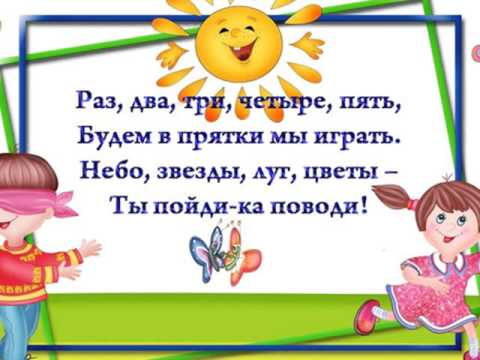 Раз, два, три, четыре, пять,
Будем в прятки мы играть.
Небо, звезды, луг, цветы –
Ты пойди-ка поводи!